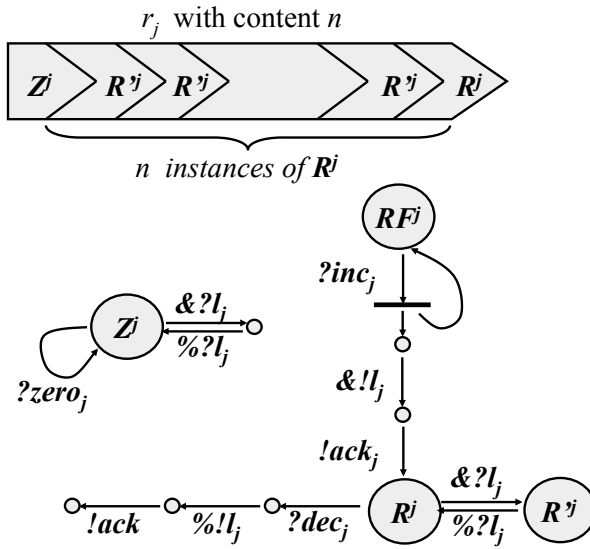 r_j with content n
Z^j R'^j R'^j R'^j R^j
n instances of R^j
RF^j
?inc_j
&?l_j
Z^j
%?l_j
?zero_j
&!l_j
!ack_j
&?l_j
R^j R'^j
%?l_j
?dec_j
%!l_j
!ack